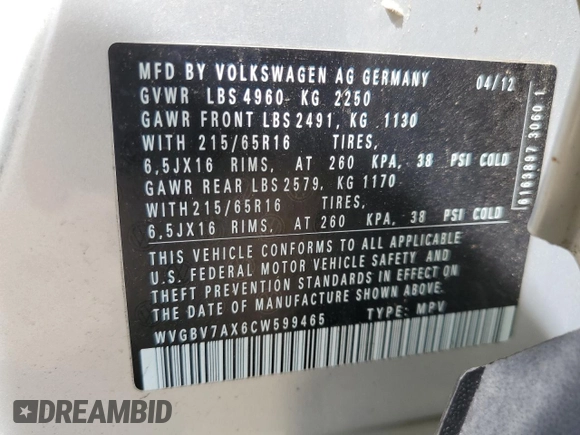 MFD BY VOLKSWAGEN AG GERMANY 04/12
GVWR LBS 4960 KG 2250
GAWR FRONT LBS 2491, KG 1130
WITH 215/65R16 TIRES,
6,5JX16 RIMS, AT 260 KPA, 38 PSI COLD
GAWR REAR LBS 2579, KG 1170
WITH 215/65R16 TIRES,
6,5JX16 RIMS, AT 260 KPA, 38 PSI COLD
THIS VEHICLE CONFORMS TO ALL APPLICABLE
U.S. FEDERAL MOTOR VEHICLE SAFETY AND
THEFT PREVENTION STANDARDS IN EFFECT ON
THE DATE OF MANUFACTURE SHOWN ABOVE.
WVGBV7AX6CW599465 TYPE: MPV
3060
DREAMBID